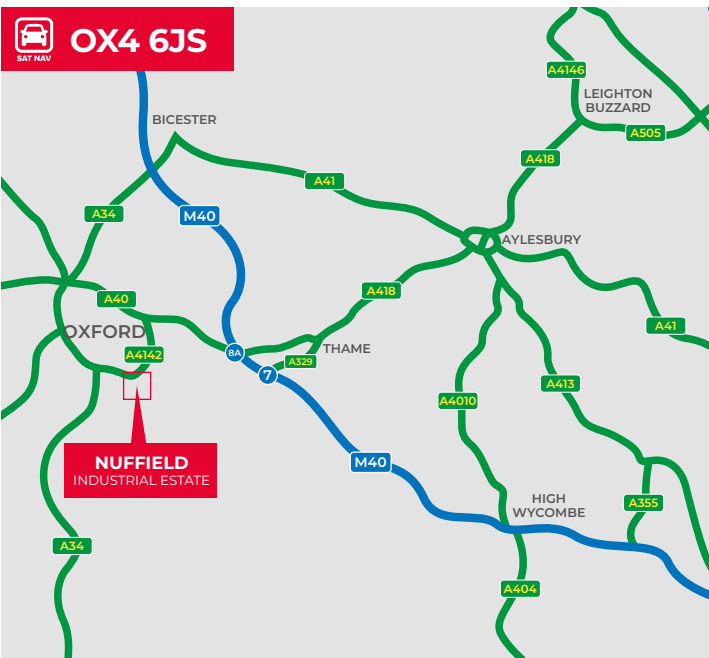 OX4 6JS
SAT NAV
A4146
LEIGHTON
BUZZARD
BICESTER
A505
A418
A41
A34
M40
AYLESBURY
A418
A40
A41
OXFORD
THAME
8A
A4142
A329
7
A413
A4010
NUFFIELD
INDUSTRIAL ESTATE
M40
HIGH
WYCOMBE
A355
A34
A404